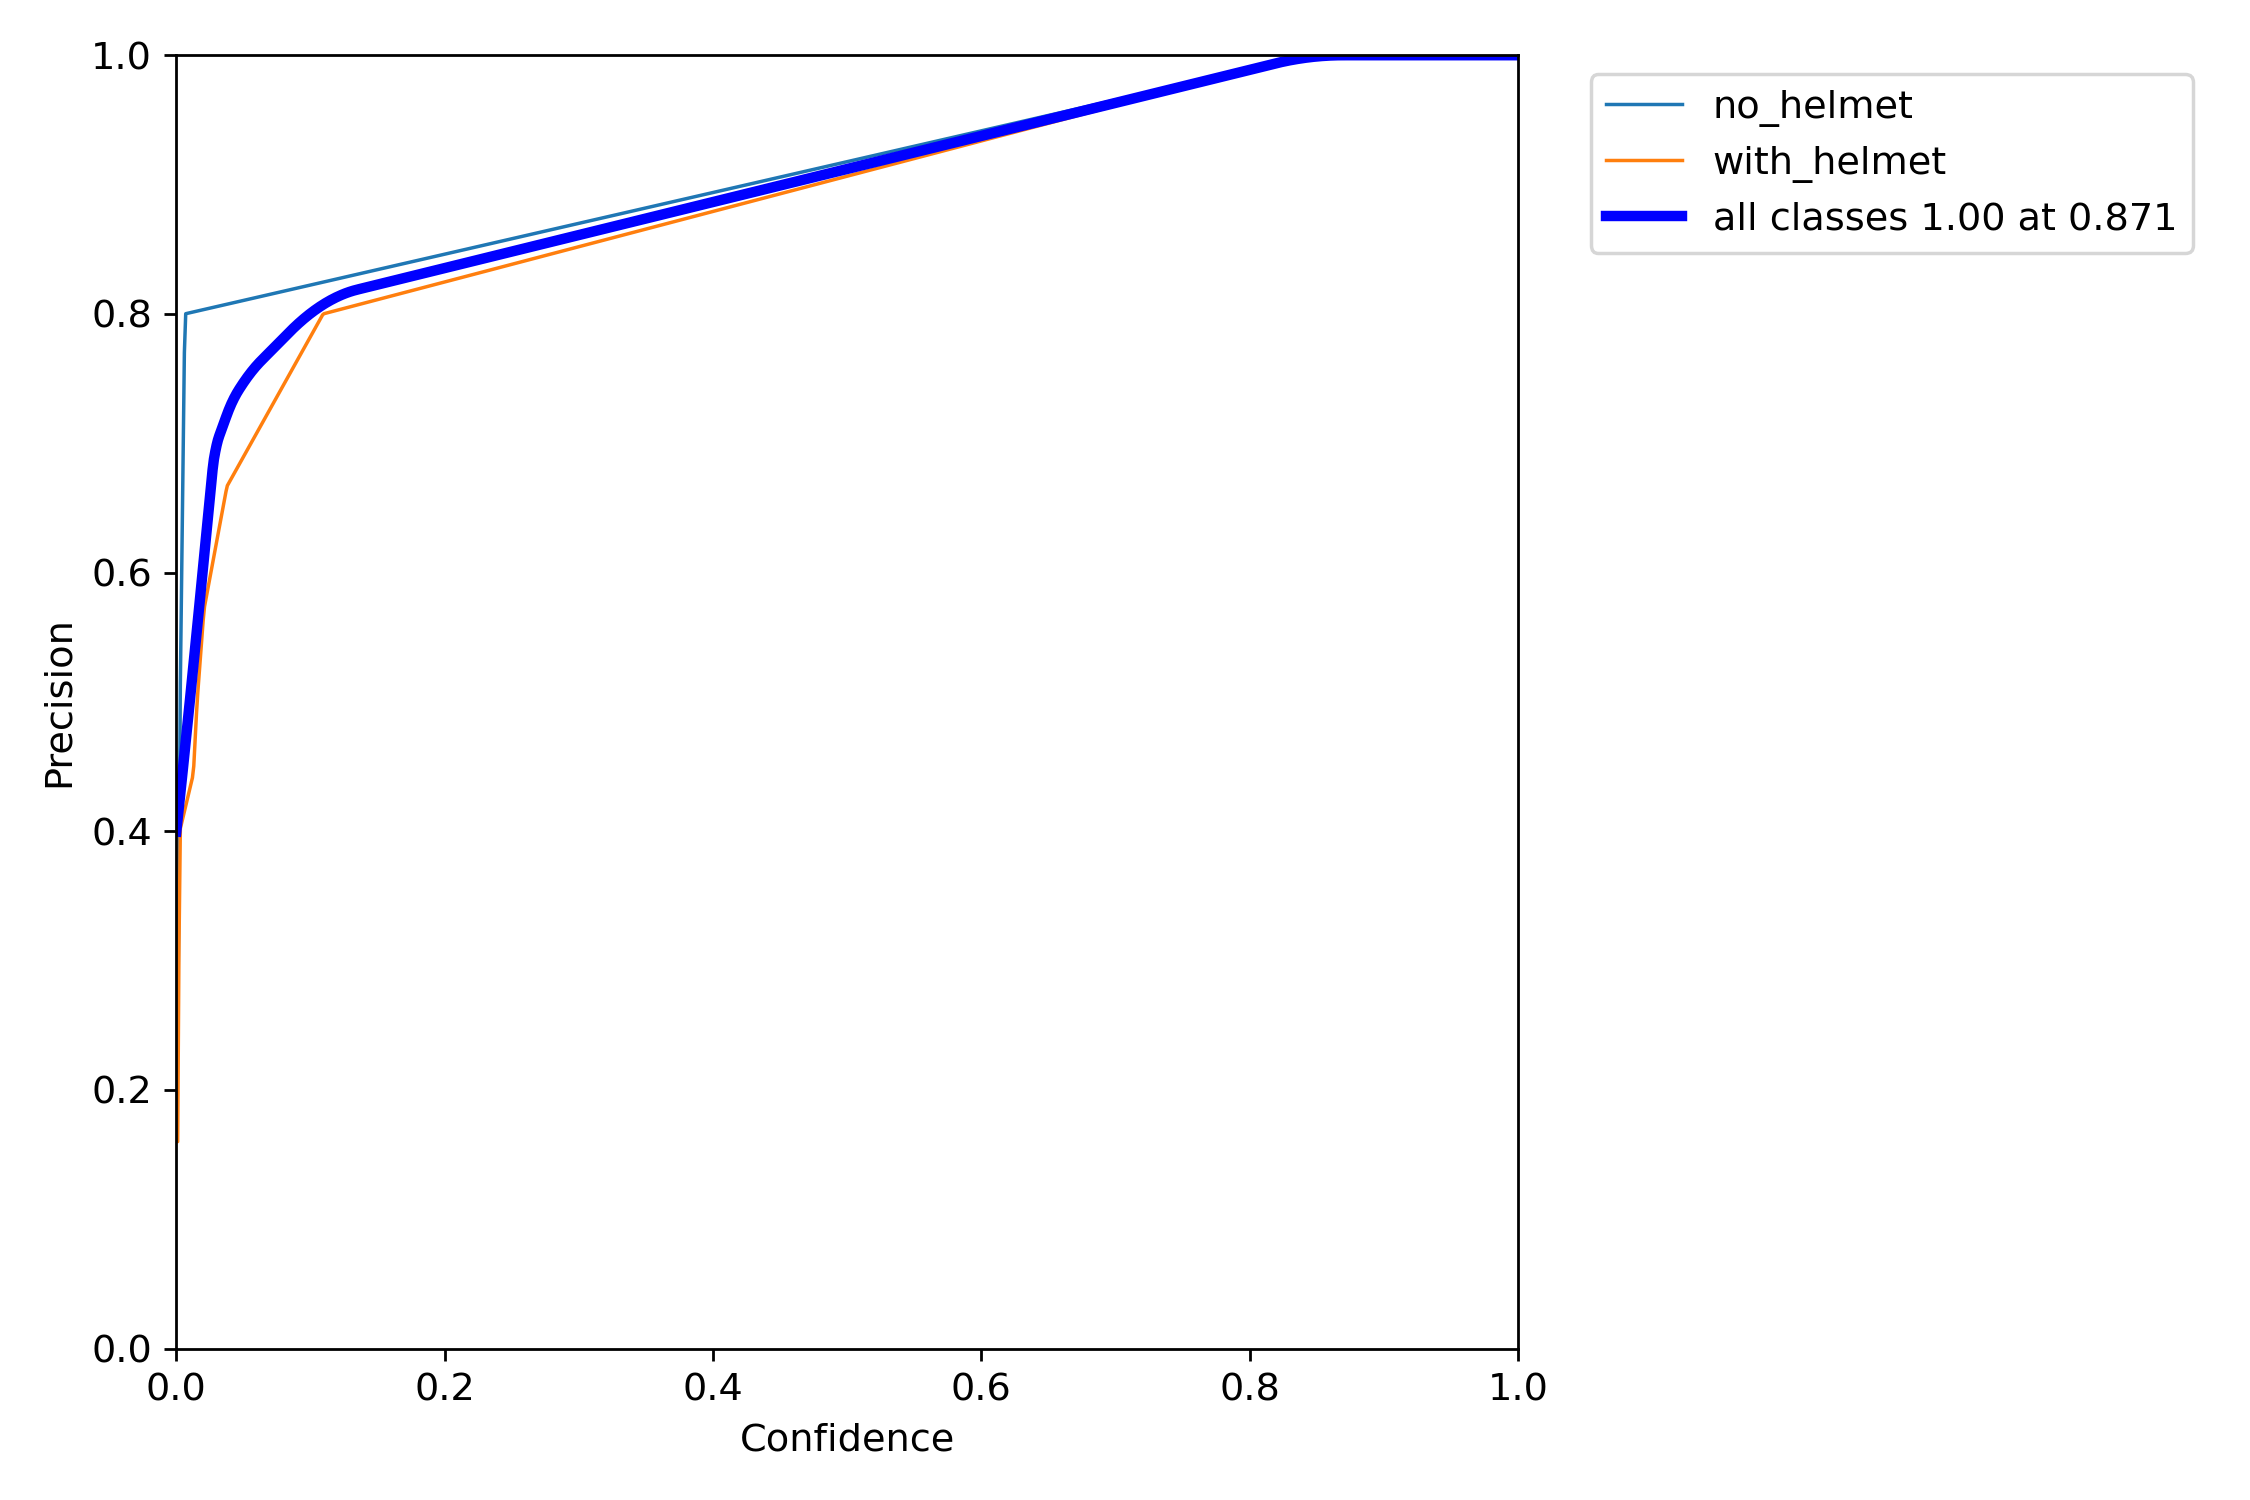 1.0
0.8
0.6
0.4
0.2
0.0
Precision
0.0 0.2 0.4 0.6 0.8 1.0
Confidence
no_helmet
with_helmet
all classes 1.00 at 0.871